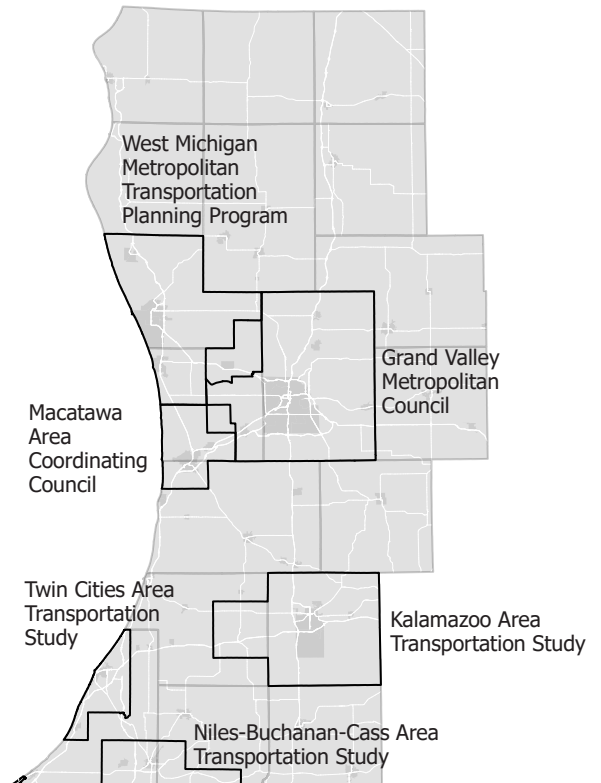 West Michigan
Metropolitan
Transportation
Planning Program
Grand Valley
Metropolitan
Council
Macatawa
Area
Coordinating
Council
Twin Cities Area
Transportation
Study
Kalamazoo Area
Transportation Study
Niles-Buchanan-Cass Area
Transportation Study